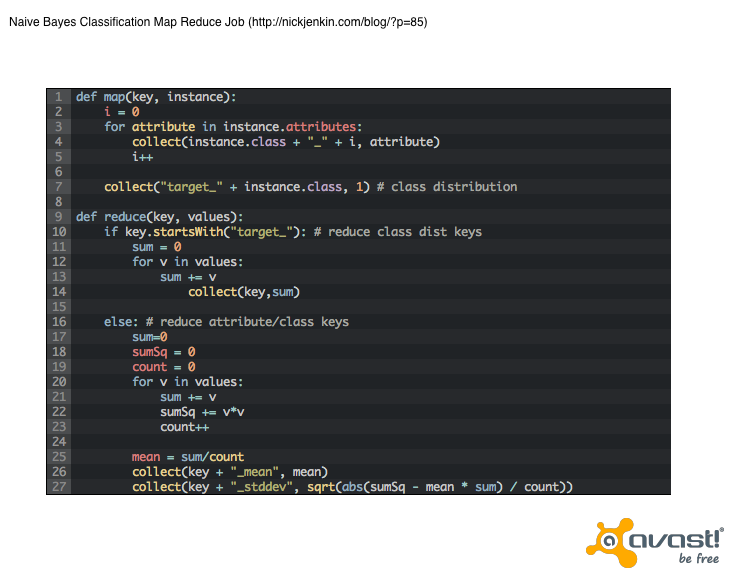 Naive Bayes Classification Map Reduce Job (http://nickjenkin.com/blog/?p=85)
1 def map(key, instance):
2     i = 0
3     for attribute in instance.attributes:
4         collect(instance.class + "_" + i, attribute)
5         i++
6
7     collect("target_" + instance.class, 1) # class distribution
8
9 def reduce(key, values):
10     if key.startsWith("target_"): # reduce class dist keys
11         sum = 0
12         for v in values:
13             sum += v
14                 collect(key,sum)
15
16     else: # reduce attribute/class keys
17         sum=0
18         sumSq = 0
19         count = 0
20         for v in values:
21             sum += v
22             sumSq += v*v
23             count++
24
25         mean = sum/count
26         collect(key + "_mean", mean)
27         collect(key + "_stddev", sqrt(abs(sumSq - mean * sum) / count))
a avast!®
be free